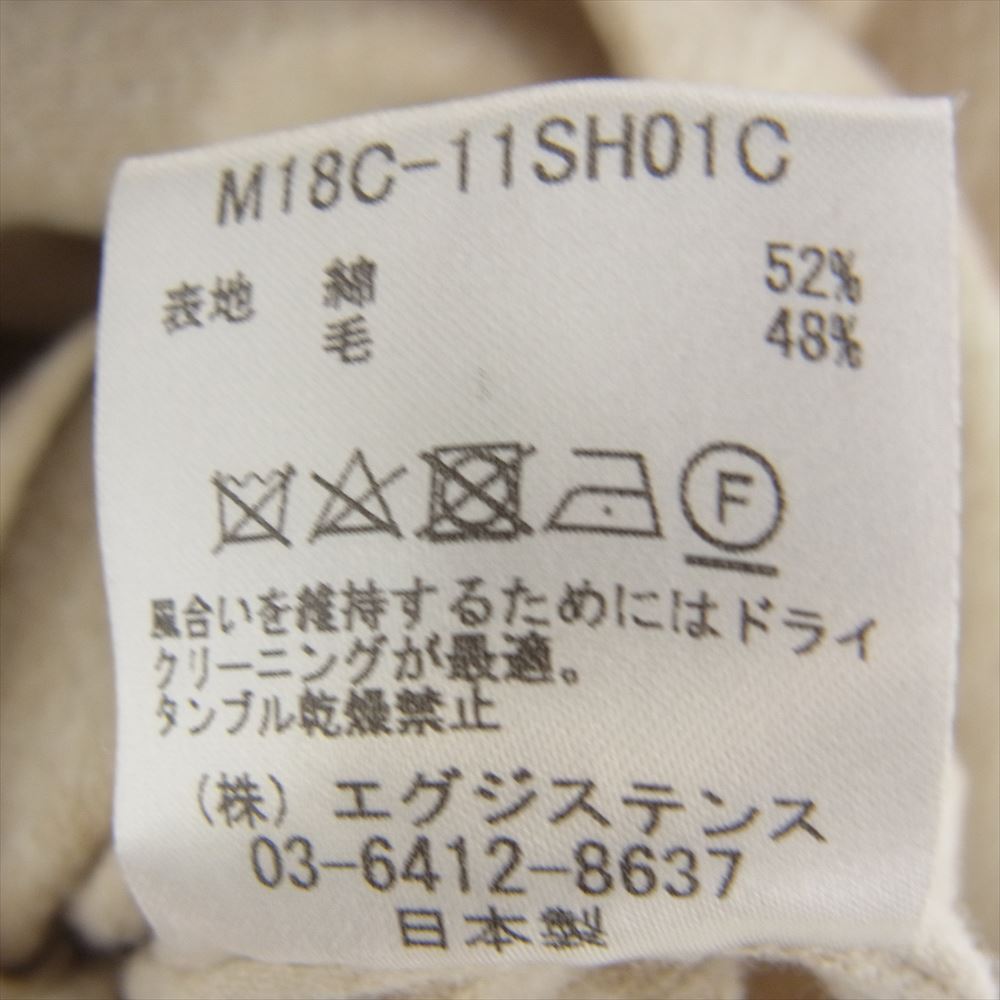 M18C-11SH01C
表地 綿 52%
毛 48%
F
風合いを維持するためにはドライ
クリーニングが最適。
タンブル乾燥禁止
(株) エグジステンス
03-6412-8637
日本製